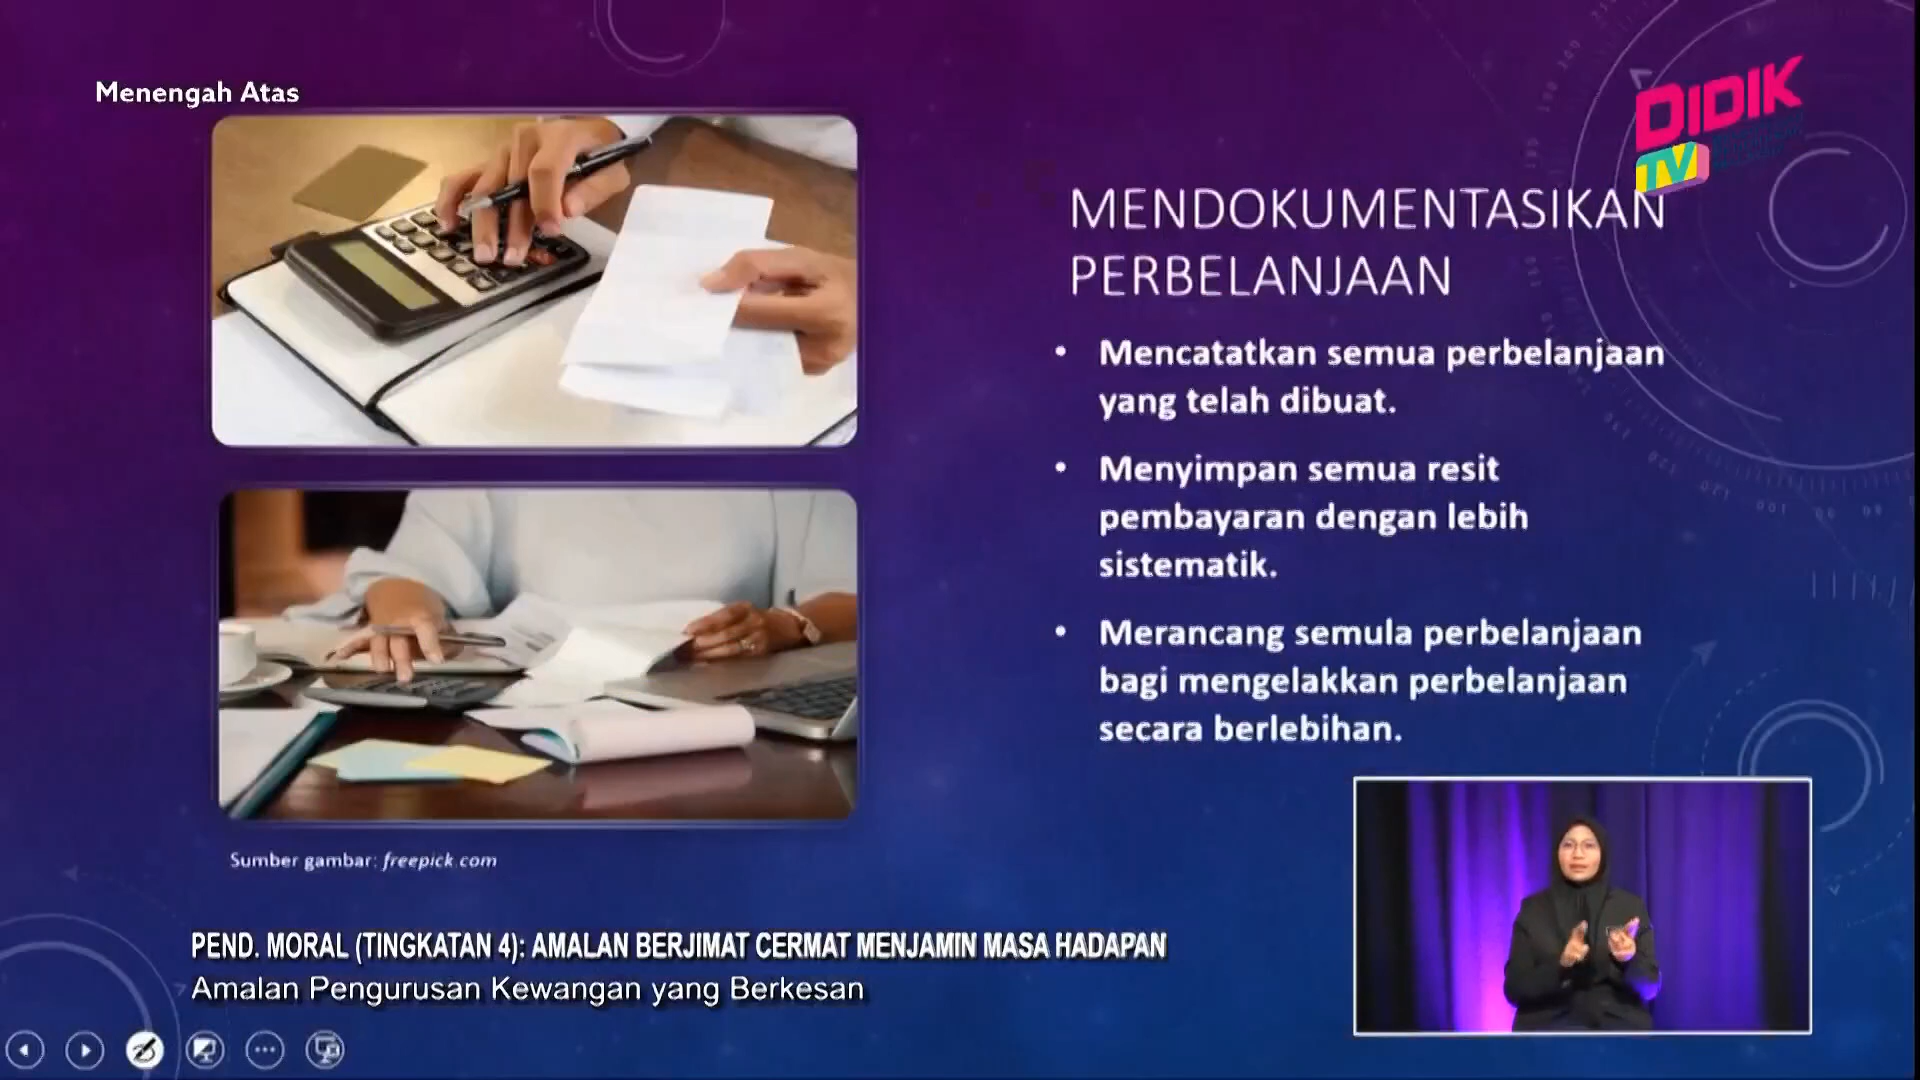 Menengah Atas
DIDIK
TV
MENDOKUMENTASIKAN
PERBELANJAAN
• Mencatatkan semua perbelanjaan
yang telah dibuat.
• Menyimpan semua resit
pembayaran dengan lebih
sistematik.
• Merancang semula perbelanjaan
bagi mengelakkan perbelanjaan
secara berlebihan.
Sumber gambar: freepick.com
PEND. MORAL (TINGKATAN 4): AMALAN BERJIMAT CERMAT MENJAMIN MASA HADAPAN
Amalan Pengurusan Kewangan yang Berkesan